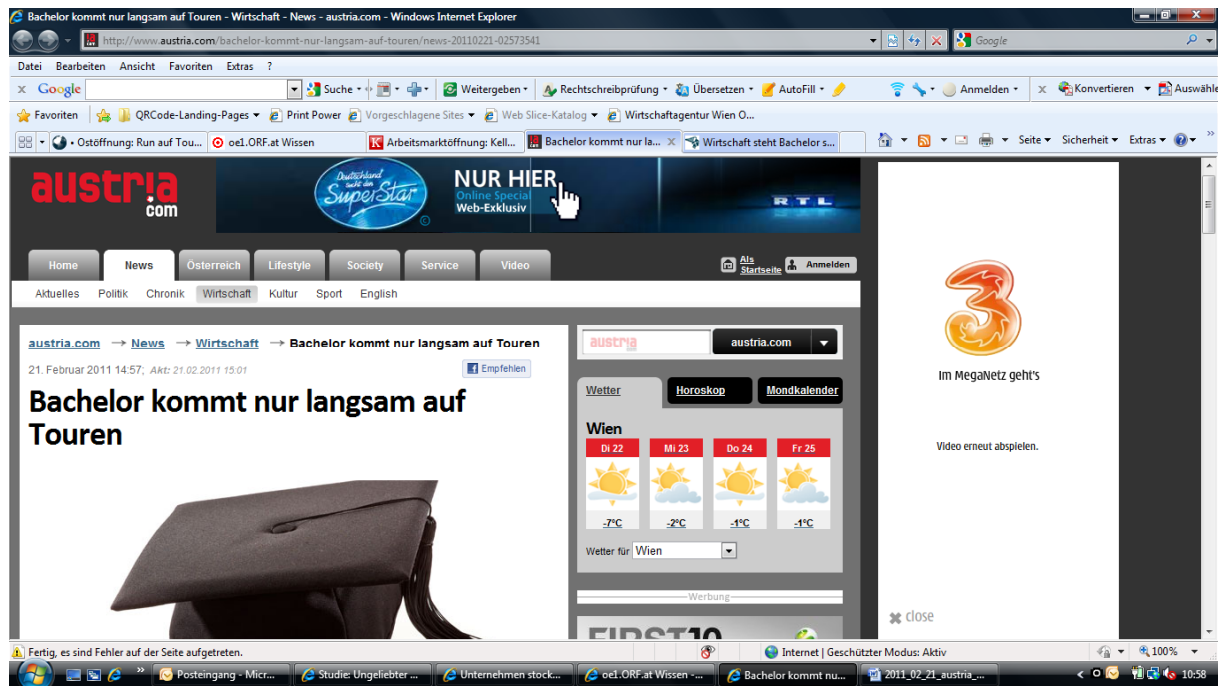 Bachelor kommt nur langsam auf Touren - Wirtschaft - News - austria.com - Windows Internet Explorer
http://www.austria.com/bachelor-kommt-nur-langsam-auf-touren/news-20110221-02573541
Google
Datei Bearbeiten Ansicht Favoriten Extras ?
x Google Suche Weitergeben Rechtschreibprüfung Übersetzen AutoFill Anmelden x Konvertieren Auswähle
Favoriten QRCode-Landing-Pages Print Power Vorgeschlagene Sites Web Slice-Katalog Wirtschaftagentur Wien O...
• Ostöffnung: Run auf Tou... oe1.ORF.at Wissen Arbeitsmarktöffnung: Kell... Bachelor kommt nur la... X Wirtschaft steht Bachelor s... Seite Sicherheit Extras
austria
com
Deutschland
sucht den
SuperStar
NUR HIER
Online Special
Web-Exklusiv
RTL
Home News Österreich Lifestyle Society Service Video
Als
Startseite
Anmelden
Aktuelles Politik Chronik Wirtschaft Kultur Sport English
austria.com → News → Wirtschaft → Bachelor kommt nur langsam auf Touren
21. Februar 2011 14:57; Akt: 21.02.2011 15:01
Empfehlen
Bachelor kommt nur langsam auf
Touren
austria
austria.com
Wetter Horoskop Mondkalender
Wien
Di 22 Mi 23 Do 24 Fr 25
-7°C -2°C -1°C -1°C
Wetter für Wien
Werbung
FIRST10
3
Im MegaNetz geht's
Video erneut abspielen.
close
Fertig, es sind Fehler auf der Seite aufgetreten.
Internet | Geschützter Modus: Aktiv
100%
Posteingang - Micr... Studie: Ungeliebter ... Unternehmen stock... oe1.ORF.at Wissen -... Bachelor kommt nu... 2011_02_21_austria_...
10:58